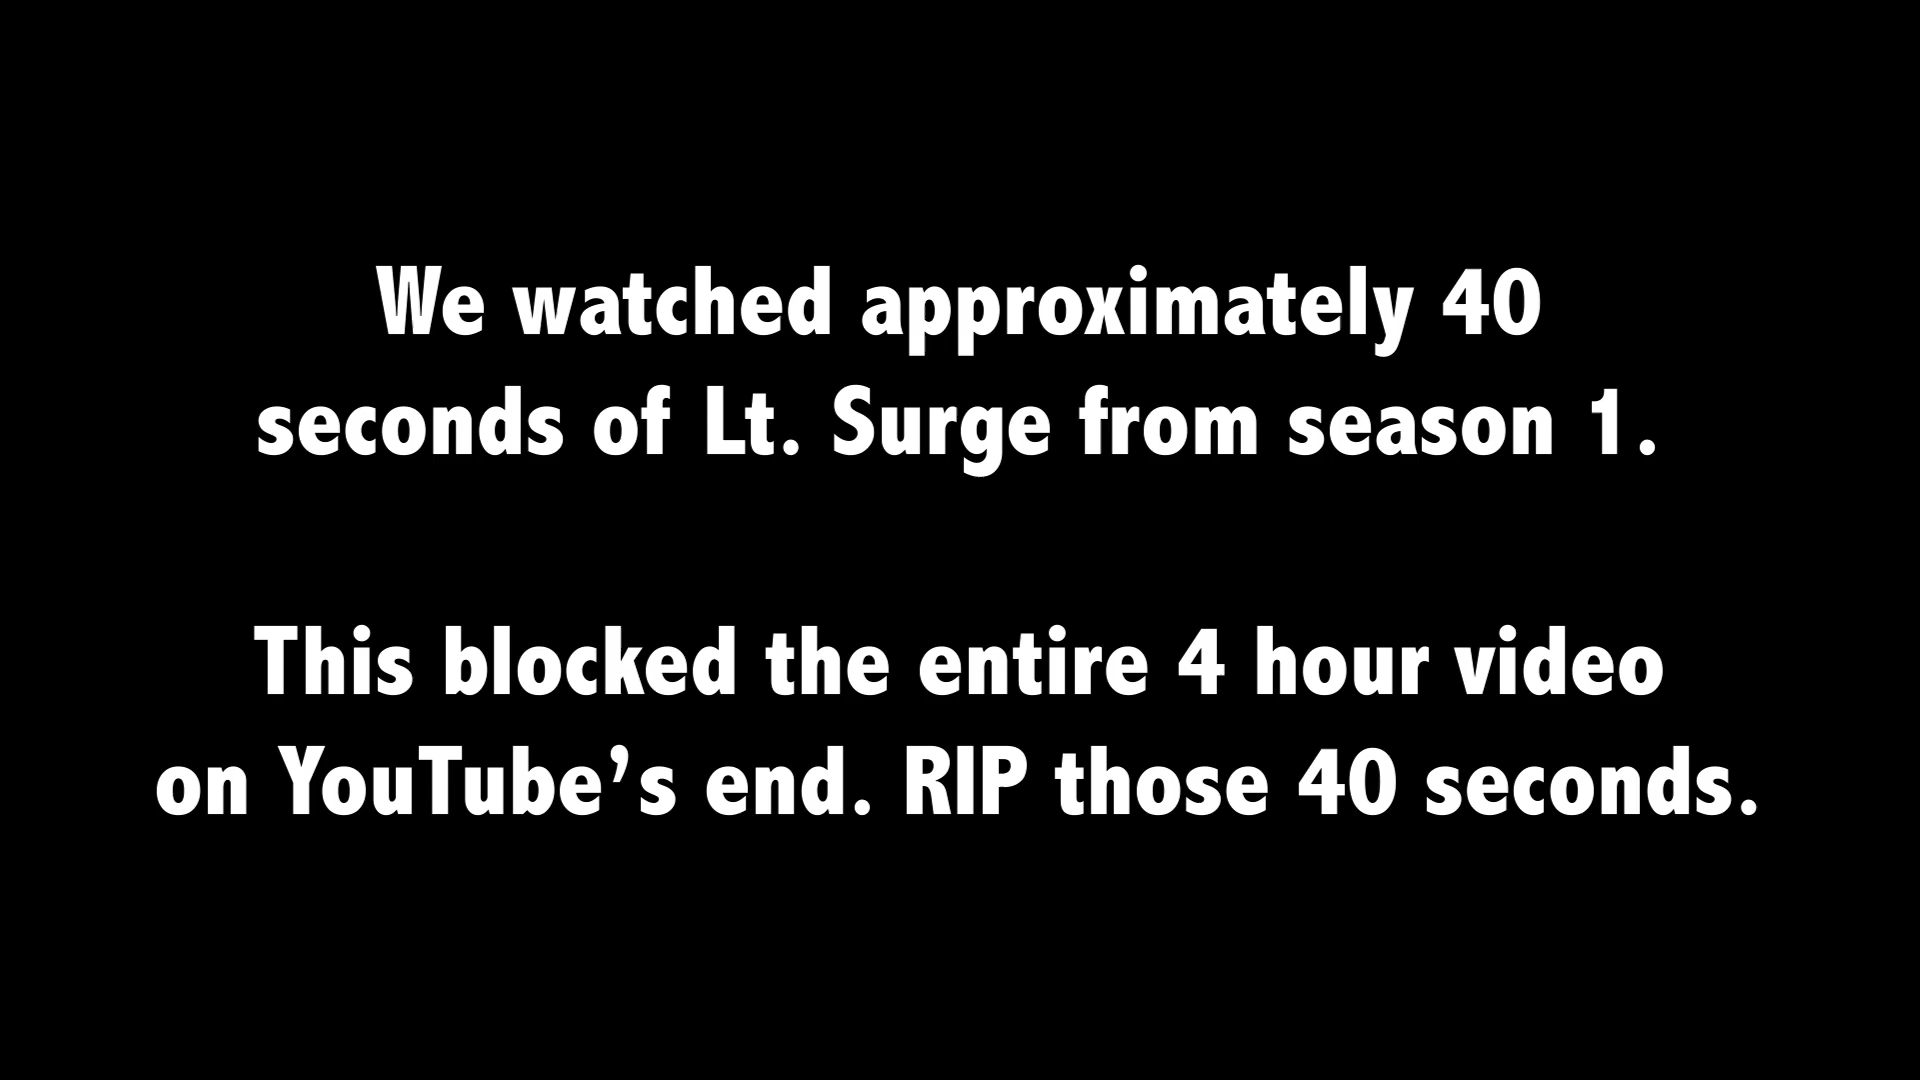 We watched approximately 40
seconds of Lt. Surge from season 1.
This blocked the entire 4 hour video
on YouTube’s end. RIP those 40 seconds.